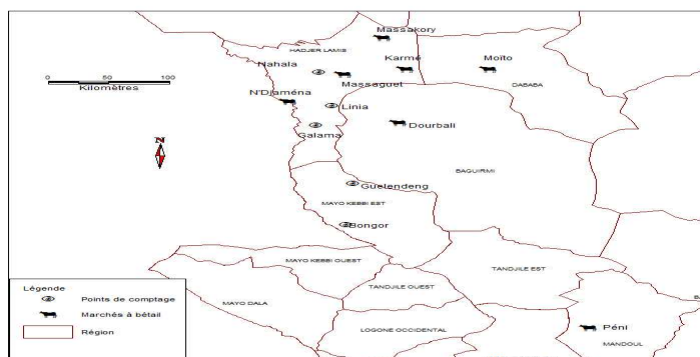 Massakory
HADJER LAMIS
Nahala
Karmé
Moïto
Massaguet
0 50 100
Kilomètres
DABABA
N'Djaména
Linia
Dourbali
Galama
N
BAGUIRMI
Guelendeng
MAYO KEBEI EST
Bongor
MAYO KEBEI OUEST
TANDJILE EST
Légende
Points de comptage
Marchés à bétail
Région
MAYO DALA
TANDJILE OUEST
LOGONE OCCIDENTAL
Péni
MANDOUL